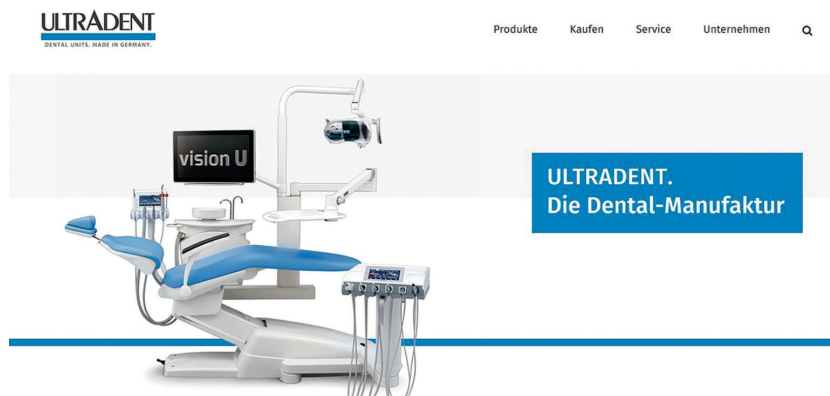 ULTRADENT
DENTAL UNITS. MADE IN GERMANY.
Produkte Kaufen Service Unternehmen
vision U
ULTRADENT.
Die Dental-Manufaktur